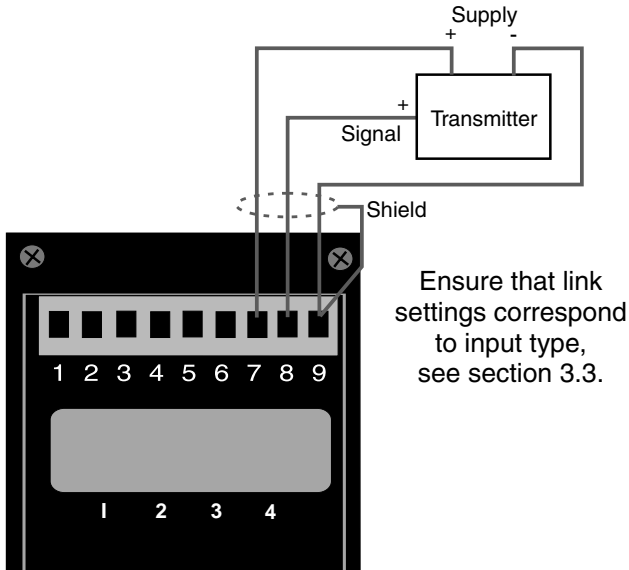 Supply
+ -
+
Transmitter
Signal
Shield
Ensure that link
settings correspond
to input type,
see section 3.3.
1 2 3 4 5 6 7 8 9
I 2 3 4